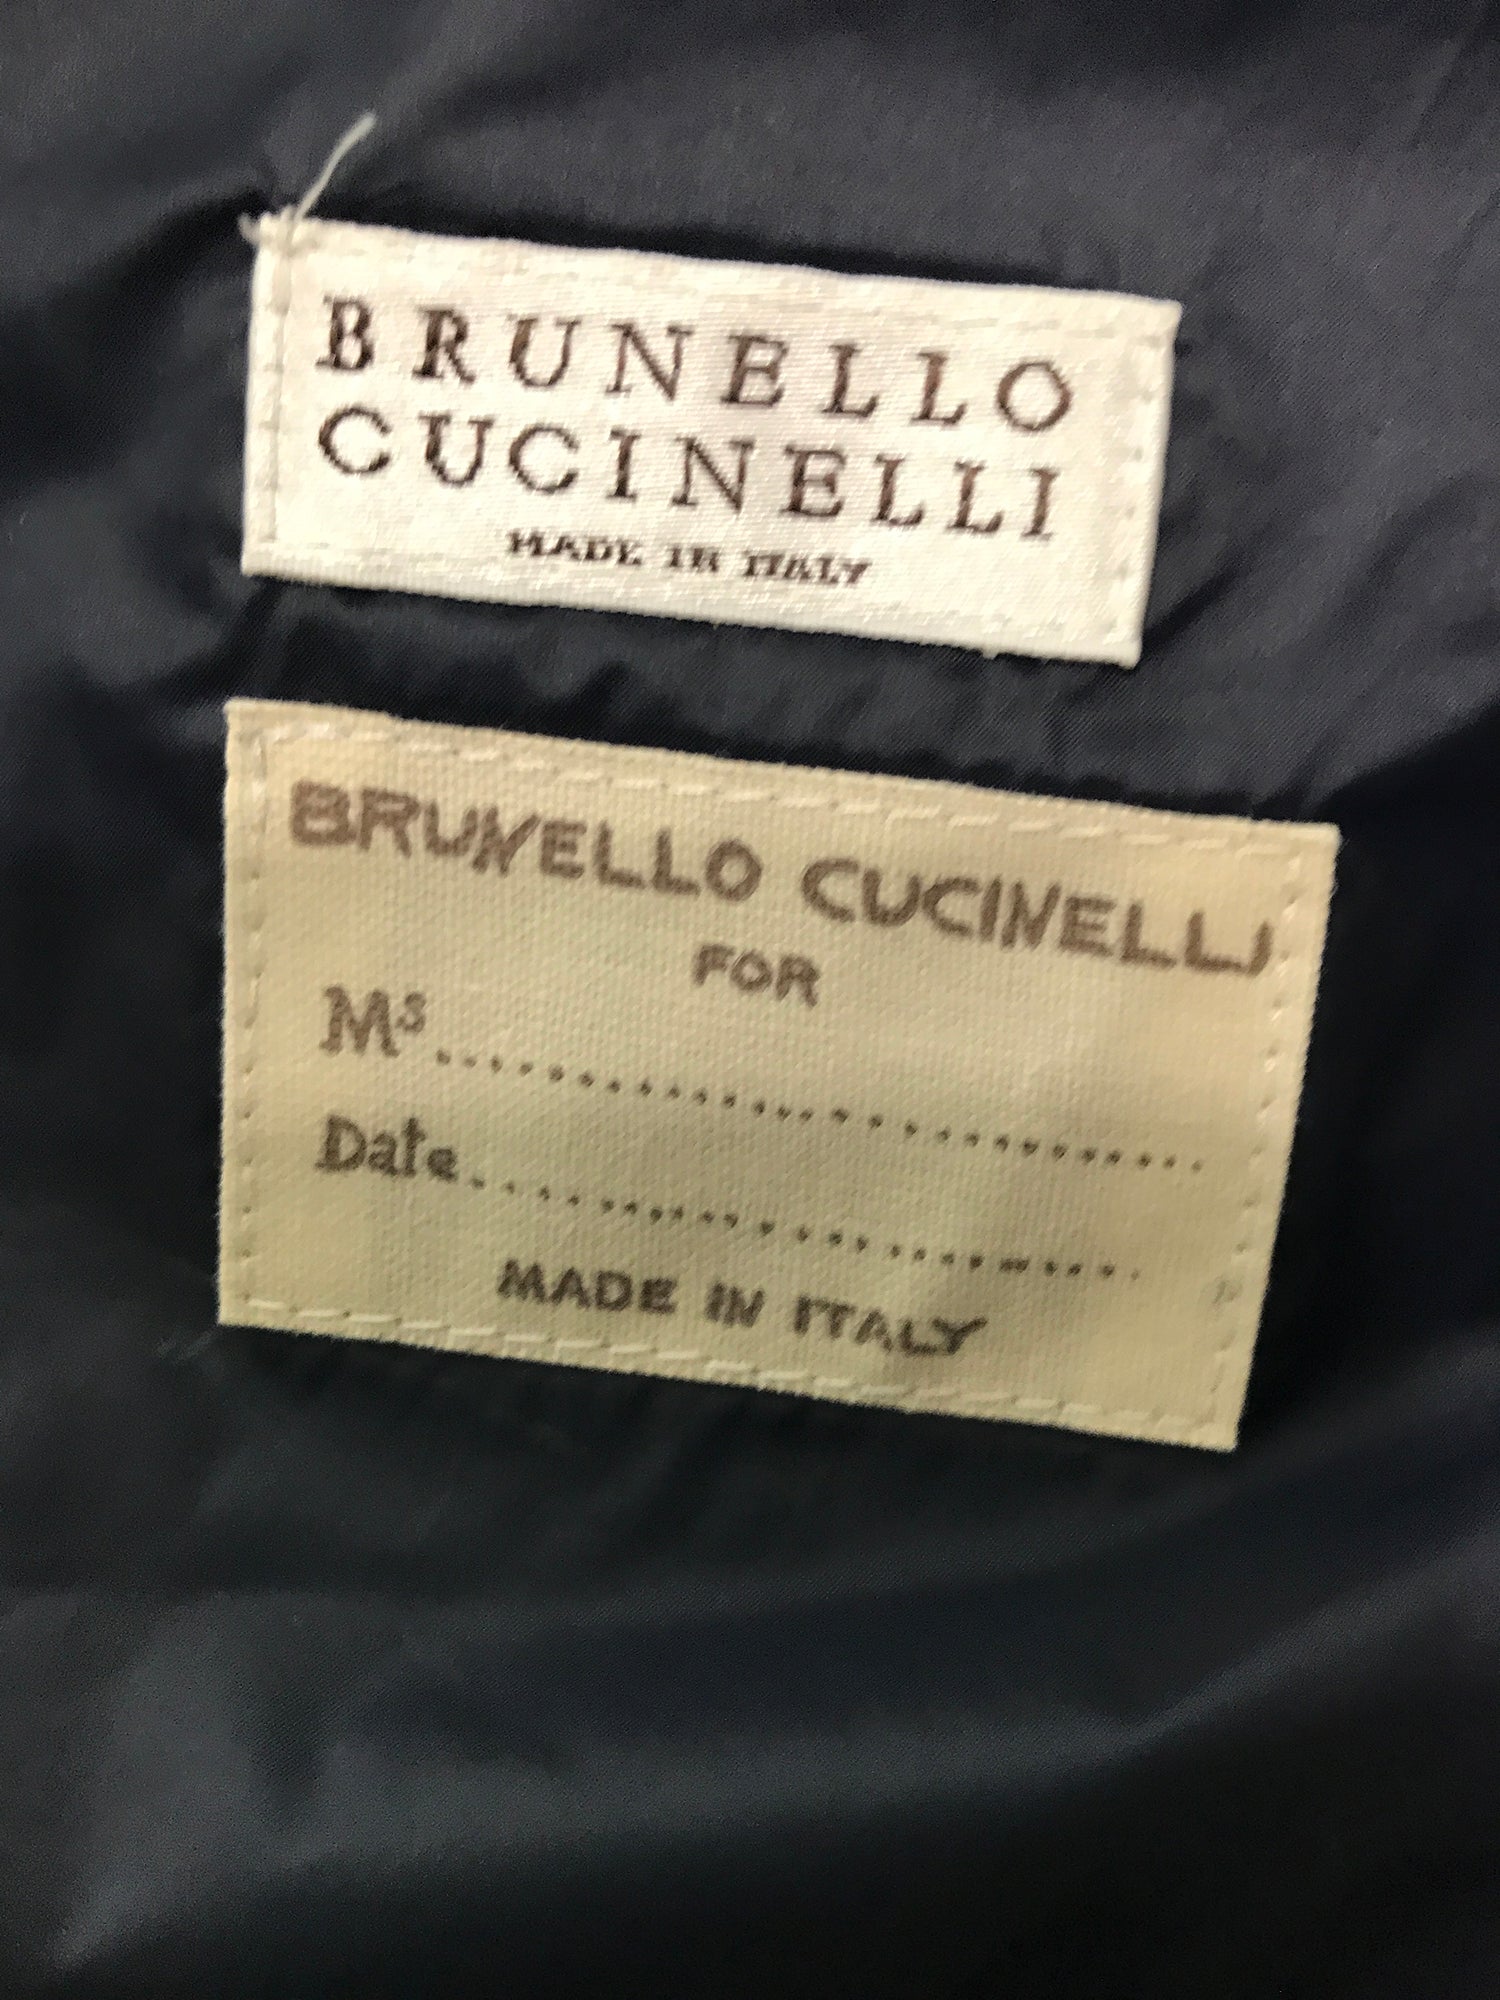 BRUNELLO
CUCINELLI
MADE IN ITALY
BRUNELLO CUCINELLI
FOR
Ms........................................
Date........................................
MADE IN ITALY